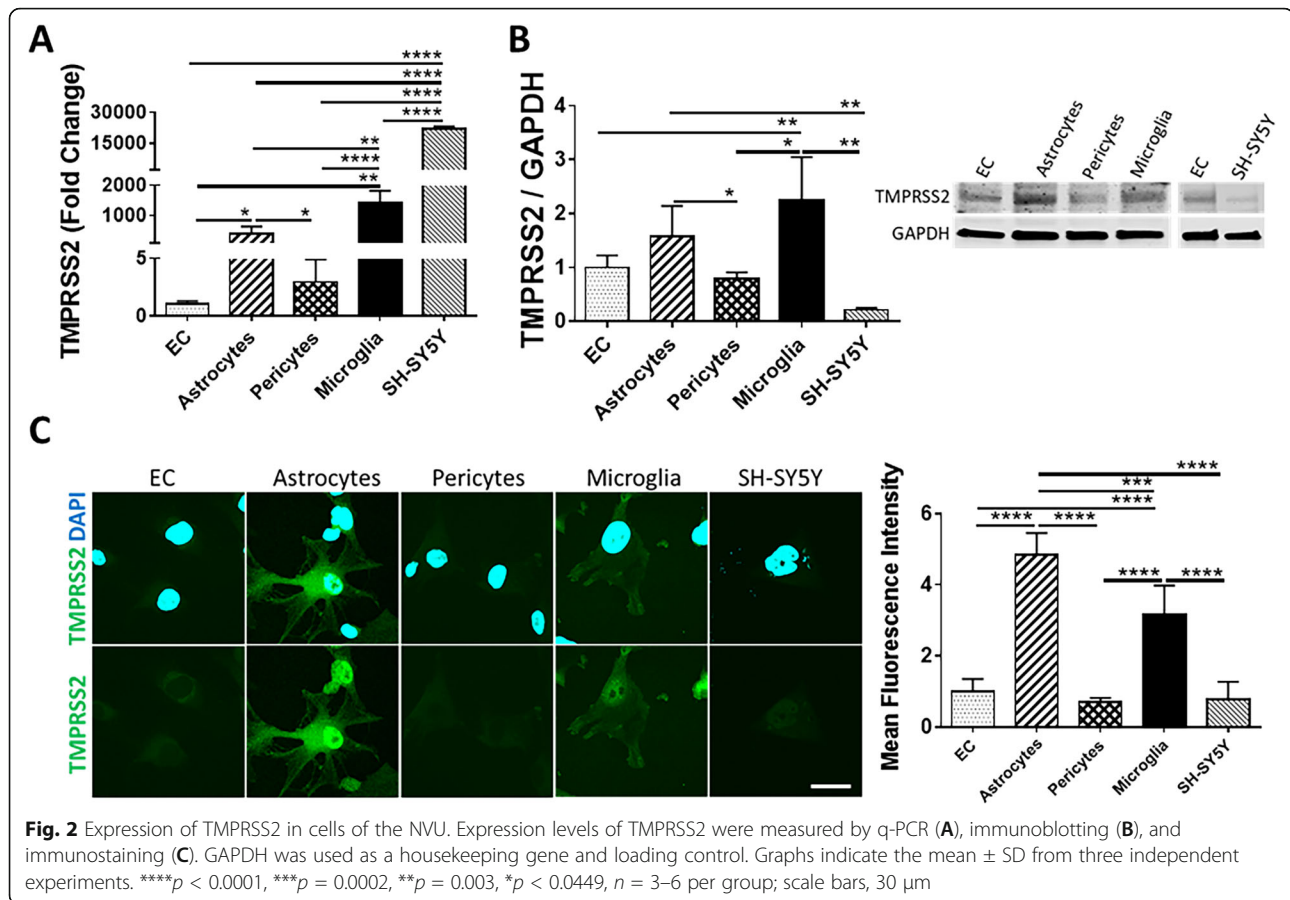 A
TMPRSS2 (Fold Change)
30000
15000
2000
1000
5
0
****
****
****
****
**
****
**
*
*
EC
Astrocytes
Pericytes
Microglia
SH-SY5Y
B
TMPRSS2 / GAPDH
4
3
2
1
0
**
**
*
**
*
EC
Astrocytes
Pericytes
Microglia
SH-SY5Y
EC
Astrocytes
Pericytes
Microglia
EC
SH-SY5Y
TMPRSS2
GAPDH
C
EC
Astrocytes
Pericytes
Microglia
SH-SY5Y
TMPRSS2 DAPI
TMPRSS2
Mean Fluorescence Intensity
6
4
2
0
****
***
****
****
****
****
****
EC
Astrocytes
Pericytes
Microglia
SH-SY5Y
Fig. 2 Expression of TMPRSS2 in cells of the NVU. Expression levels of TMPRSS2 were measured by q-PCR (A), immunoblotting (B), and
immunostaining (C). GAPDH was used as a housekeeping gene and loading control. Graphs indicate the mean ± SD from three independent
experiments. ****p < 0.0001, ***p = 0.0002, **p = 0.003, *p < 0.0449, n = 3–6 per group; scale bars, 30 μm